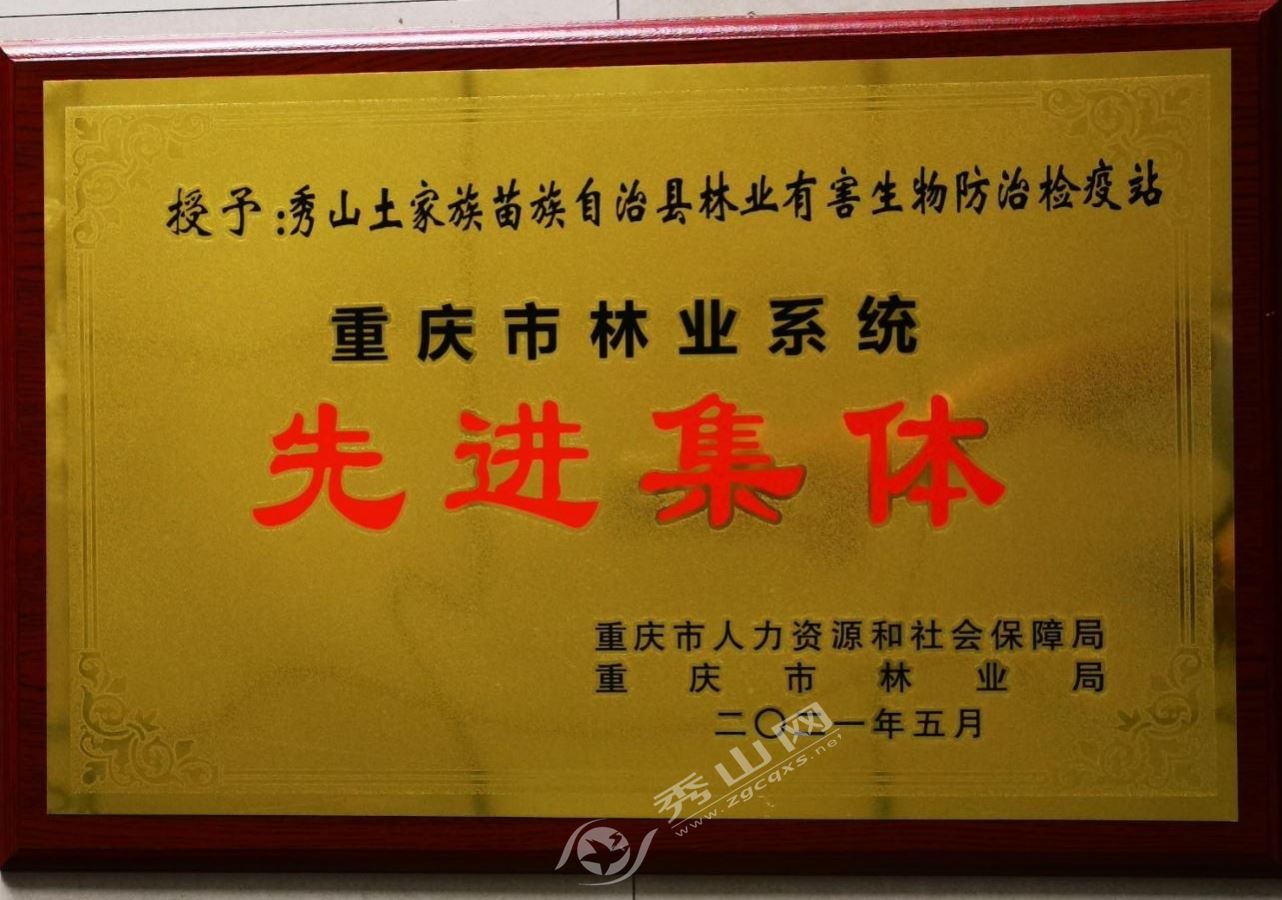 授予:秀山土家族苗族自治县林业有害生物防治检疫站
重庆市林业系统
先进集体
重庆市人力资源和社会保障局
重庆市林业局
二〇二一年五月
秀山网
www.zgcqxs.net